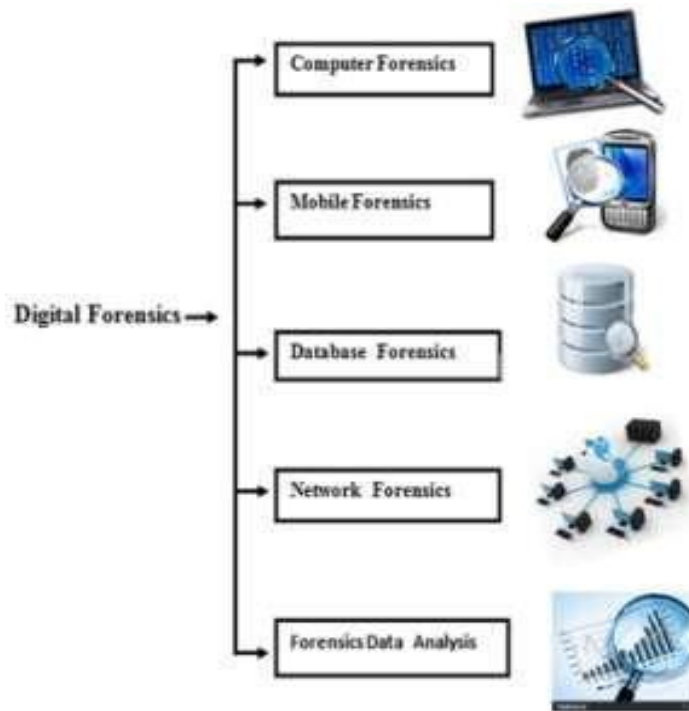 Computer Forensics
Mobile Forensics
Digital Forensics
Database Forensics
Network Forensics
Forensics Data Analysis